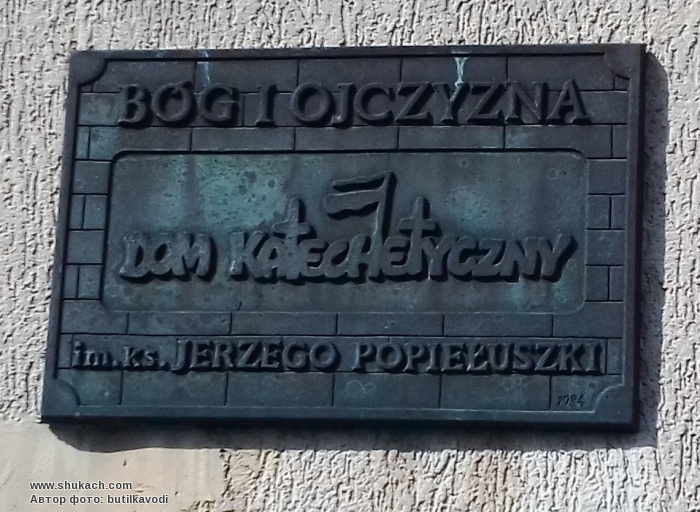 BÓG I OJCZYZNA
DOM KATECHETYCZNY
im. ks. JERZEGO POPIEŁUSZKI
1984
www.shukach.com
Автор фото: butilkavodi